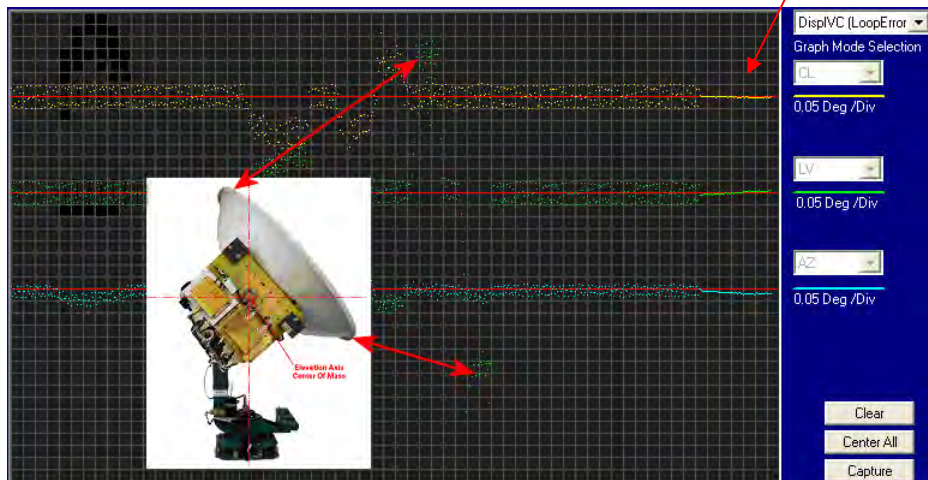 DispIVC (LoopError
Graph Mode Selection
CL
0.05 Deg /Div
LV
0.05 Deg /Div
AZ
0.05 Deg /Div
Elevation Axis
Center Of Mass
Clear
Center All
Capture